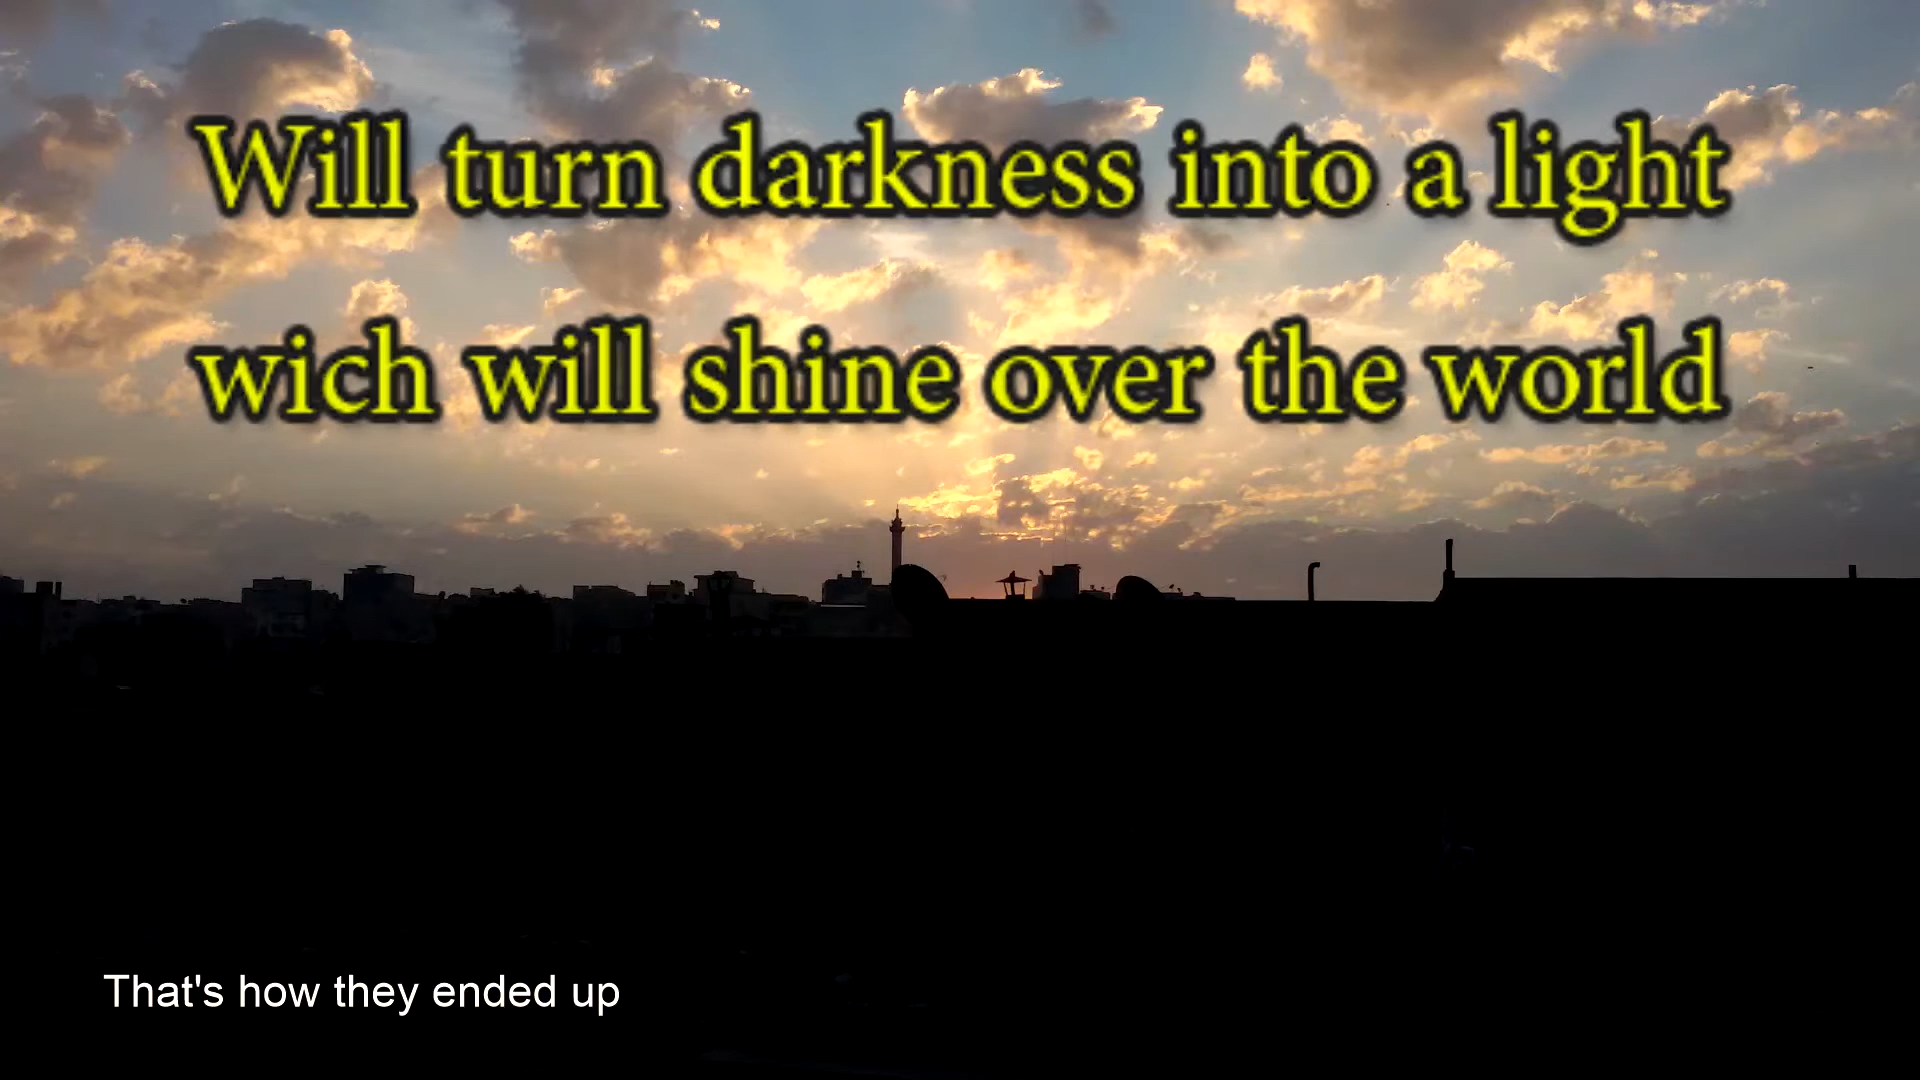 Will turn darkness into a light
wich will shine over the world
That's how they ended up